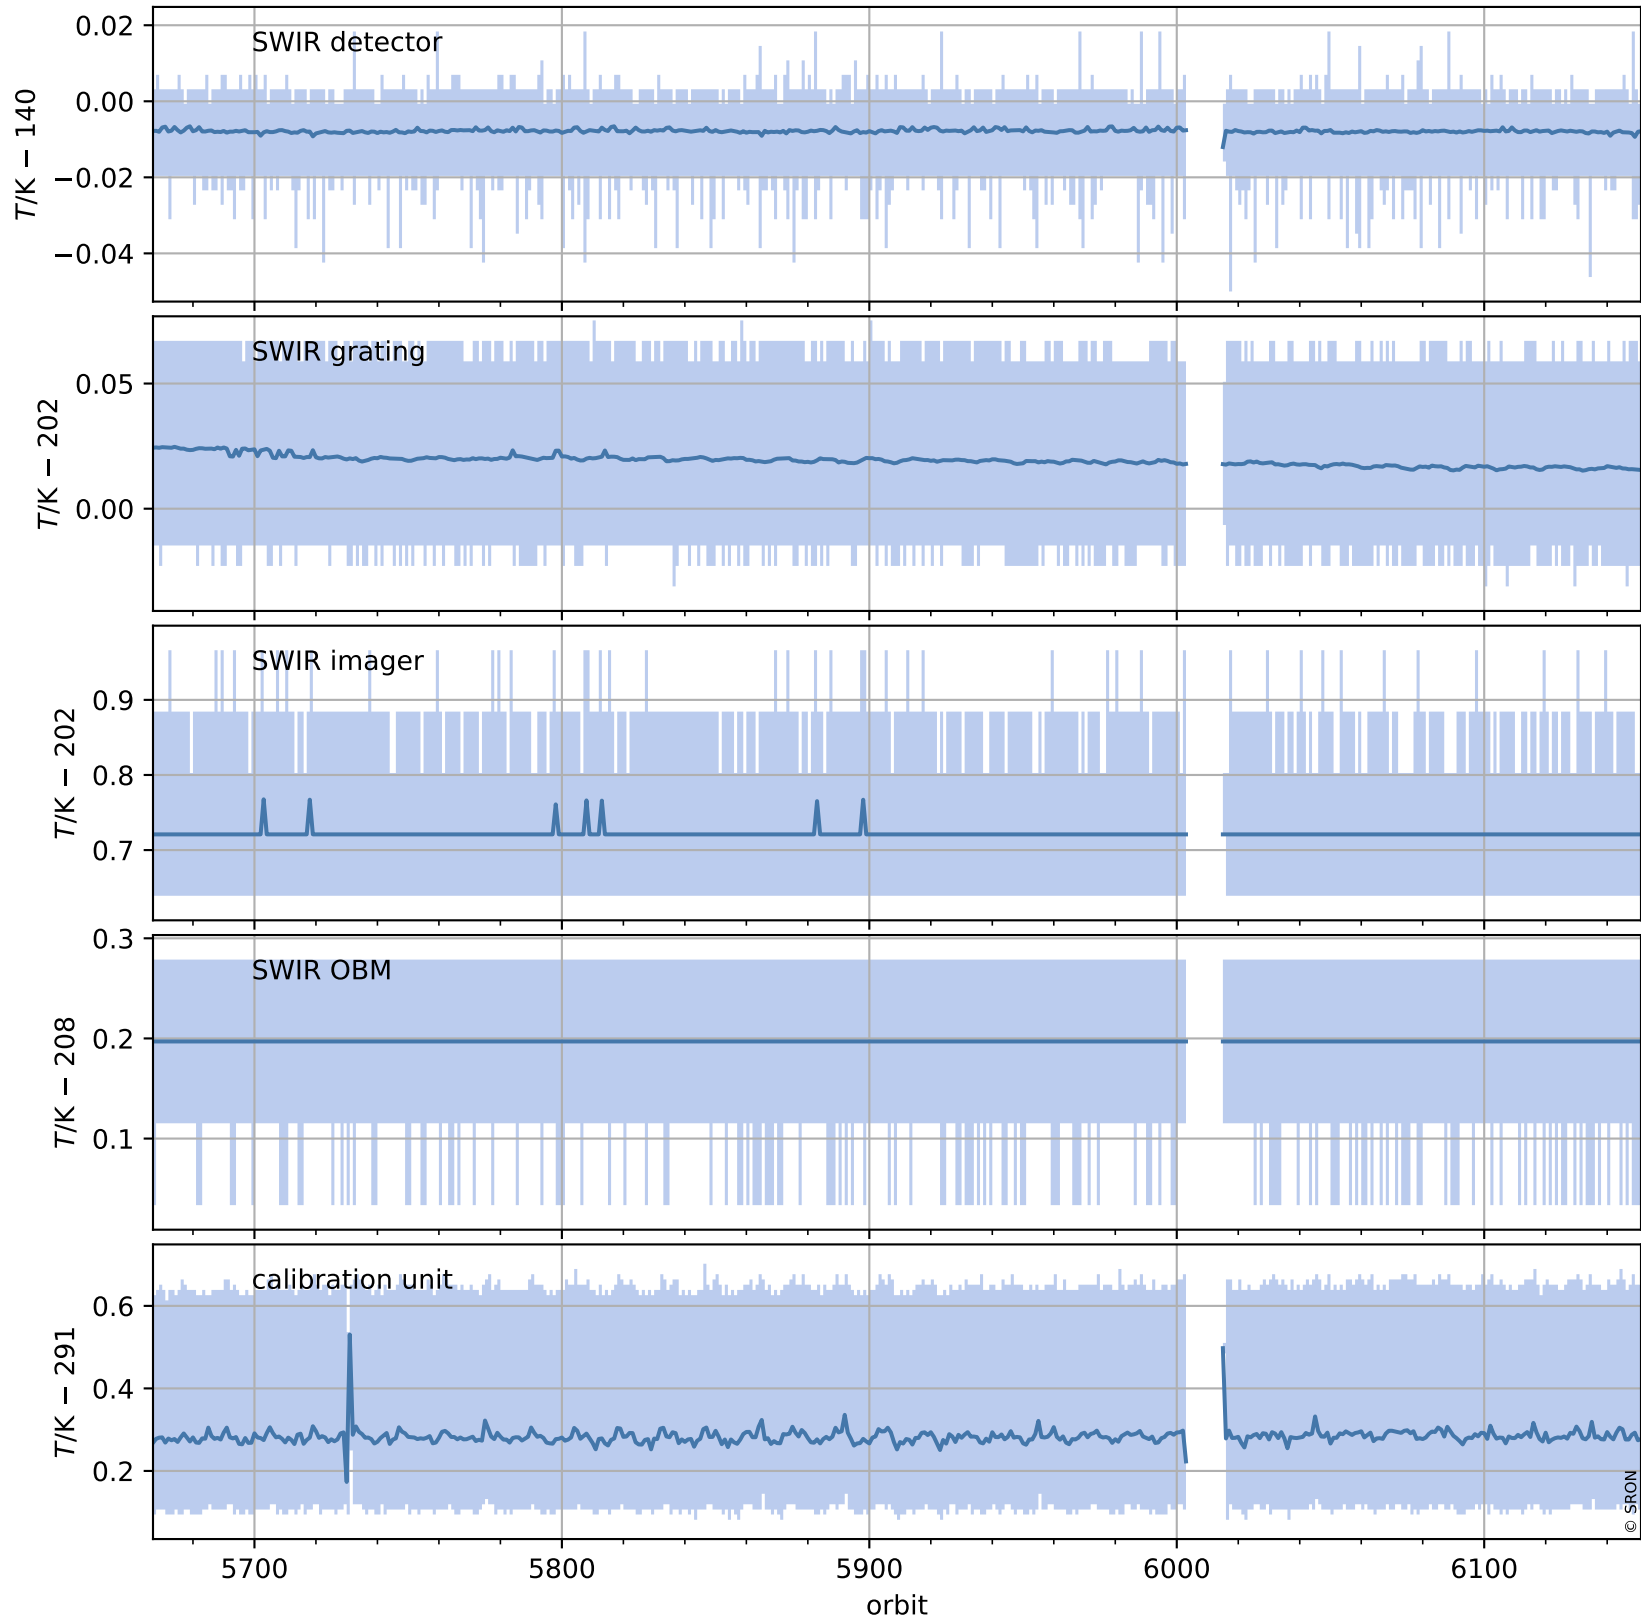 SWIR detector
T/K − 140
0.02
0.00
−0.02
−0.04
SWIR grating
T/K − 202
0.05
0.00
SWIR imager
T/K − 202
0.9
0.8
0.7
SWIR OBM
T/K − 208
0.3
0.2
0.1
calibration unit
T/K − 291
0.6
0.4
0.2
© SRON
5700
5800
5900
6000
6100
orbit